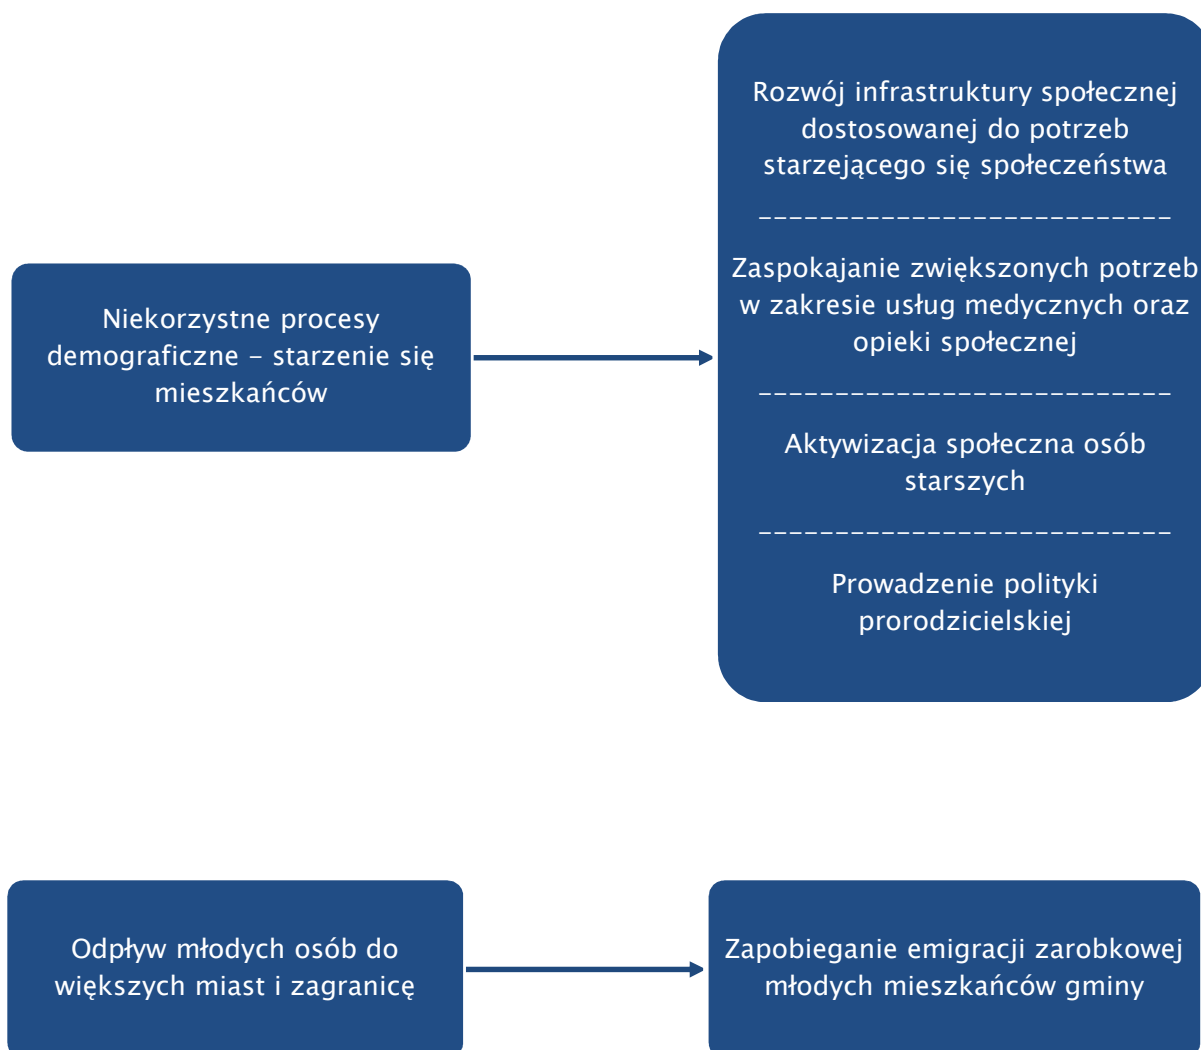 Niekorzystne procesy
demograficzne – starzenie się
mieszkańców
Rozwój infrastruktury społecznej
dostosowanej do potrzeb
starzejącego się społeczeństwa
---------------------------
Zaspokajanie zwiększonych potrzeb
w zakresie usług medycznych oraz
opieki społecznej
---------------------------
Aktywizacja społeczna osób
starszych
---------------------------
Prowadzenie polityki
prorodzicielskiej
Odpływ młodych osób do
większych miast i zagranicę
Zapobieganie emigracji zarobkowej
młodych mieszkańców gminy